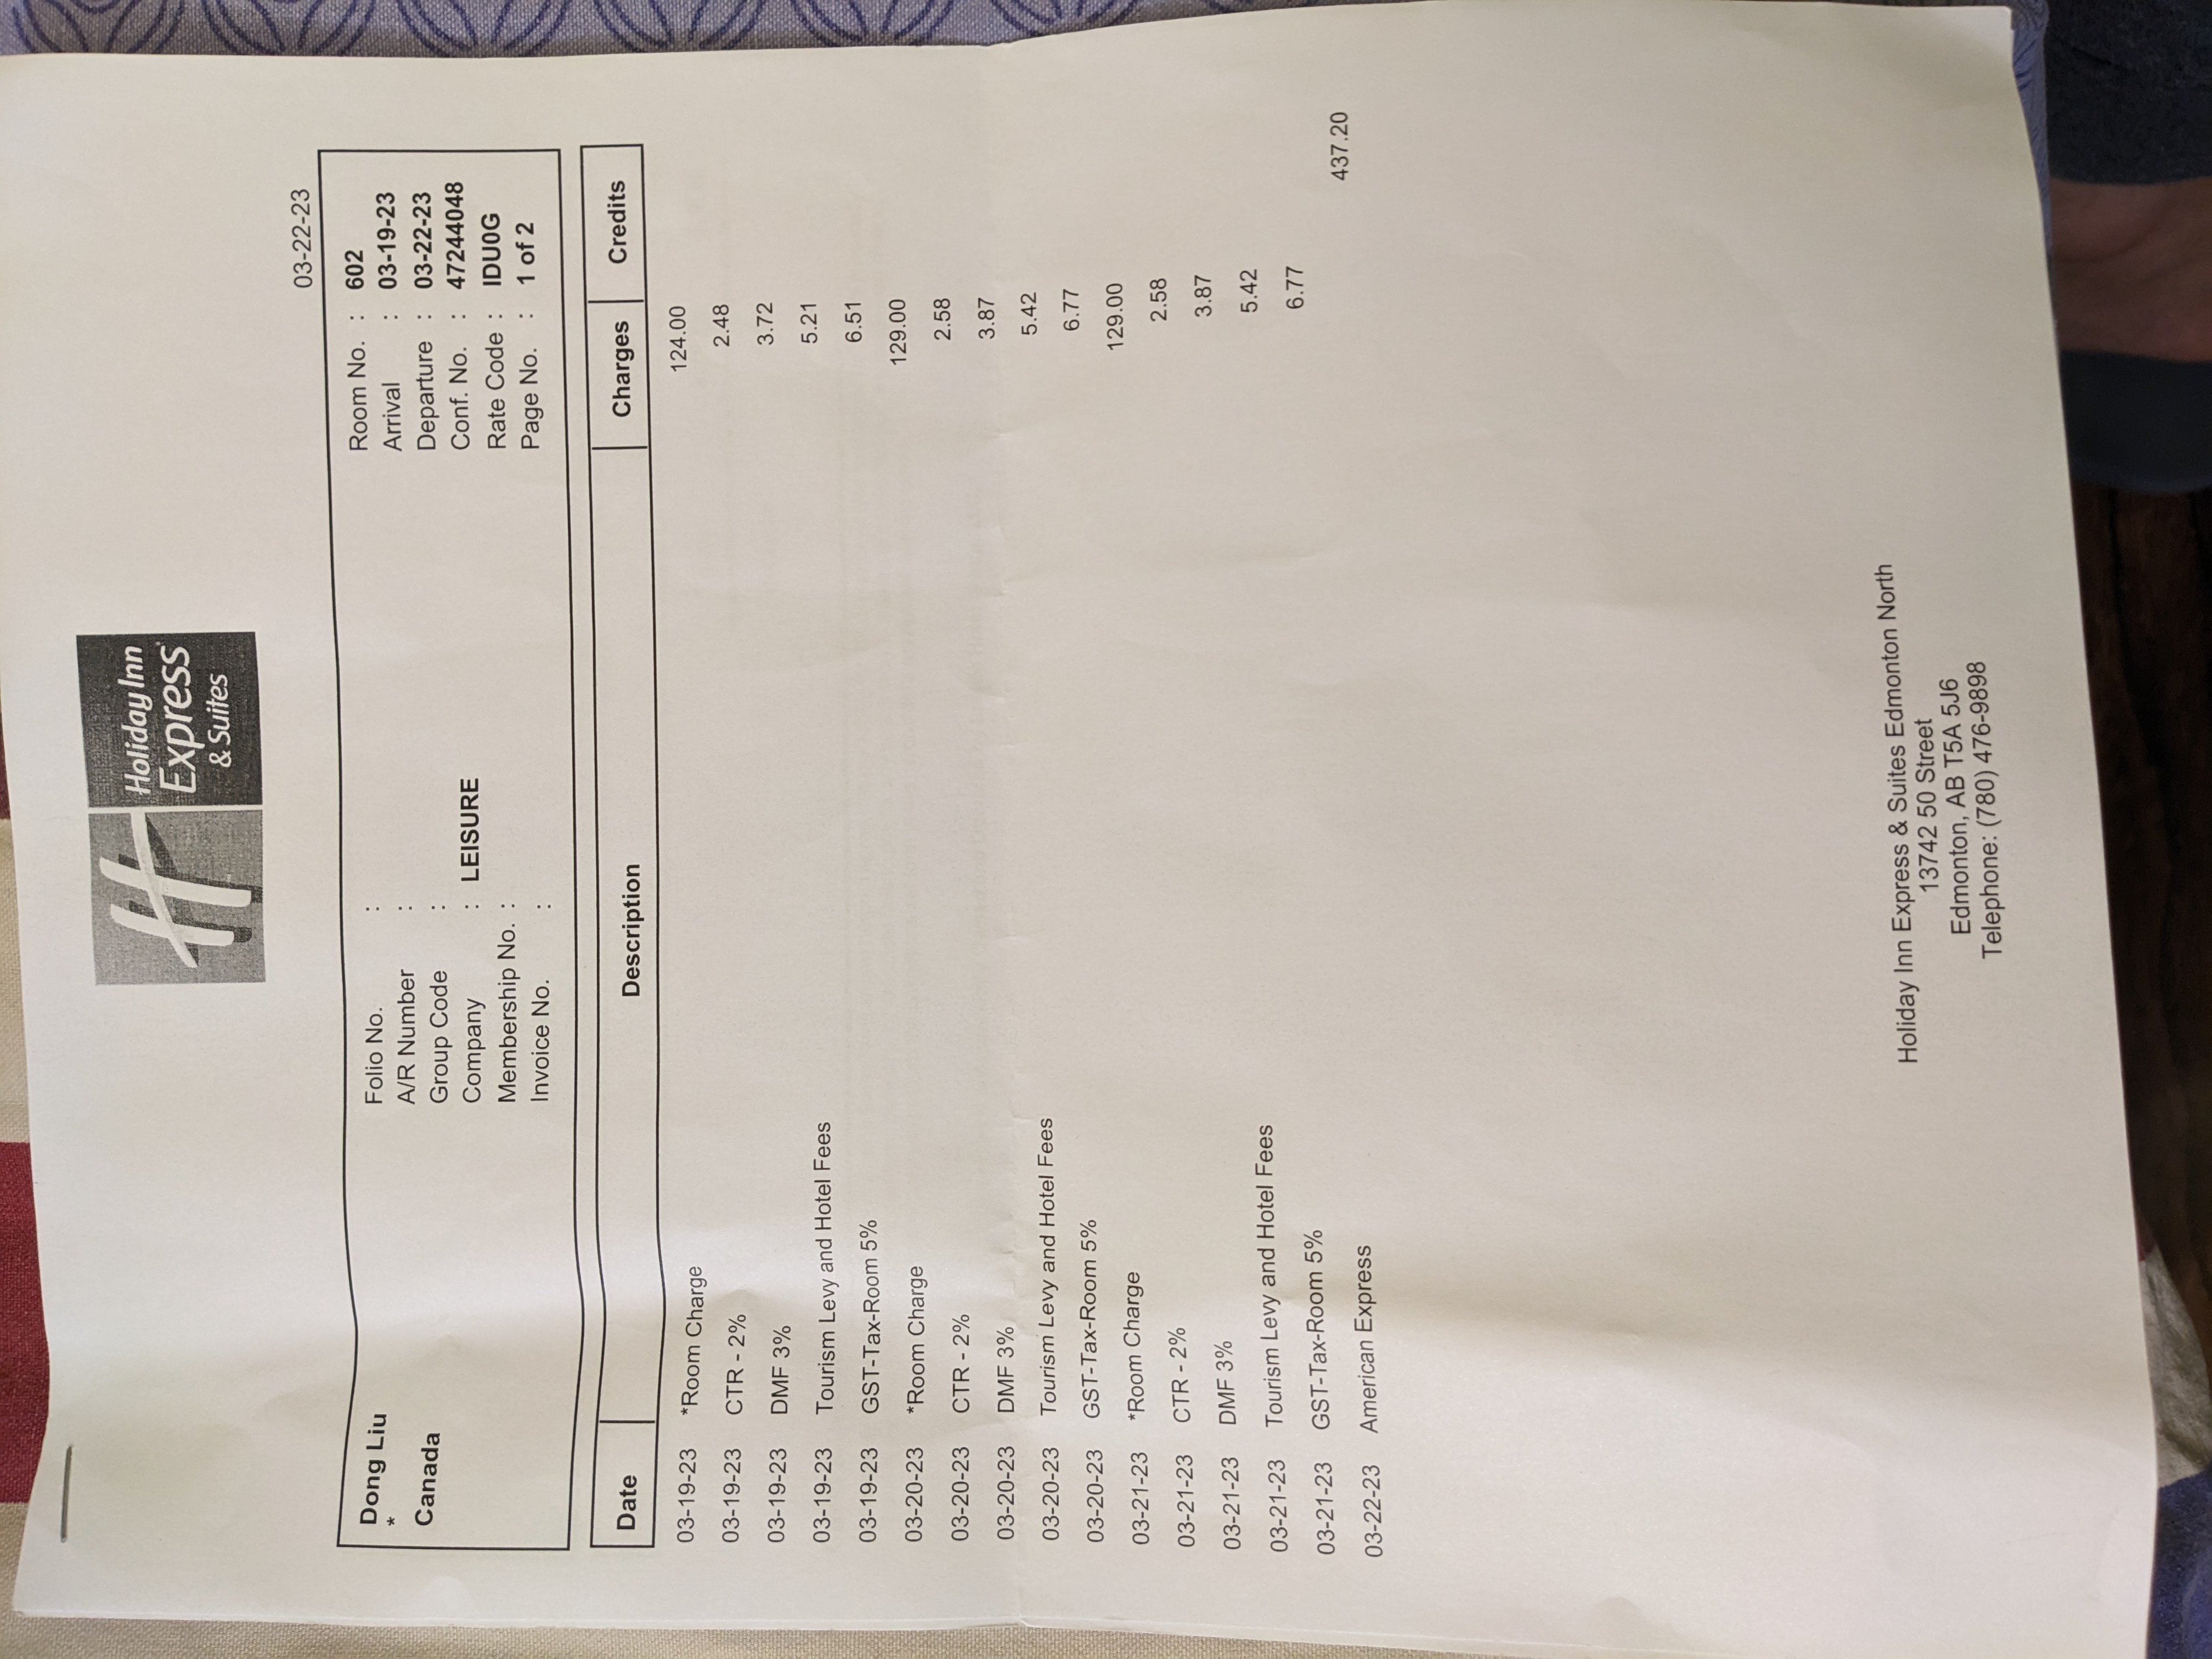 Holiday Inn
Express
& Suites
03-22-23
Dong Liu
*
Canada
Folio No. :
A/R Number :
Group Code :
Company : LEISURE
Membership No. :
Invoice No. :
Room No. : 602
Arrival : 03-19-23
Departure : 03-22-23
Conf. No. : 47244048
Rate Code : IDU0G
Page No. : 1 of 2
Date Description Charges Credits
03-19-23 *Room Charge 124.00
03-19-23 CTR - 2% 2.48
03-19-23 DMF 3% 3.72
03-19-23 Tourism Levy and Hotel Fees 5.21
03-19-23 GST-Tax-Room 5% 6.51
03-20-23 *Room Charge 129.00
03-20-23 CTR - 2% 2.58
03-20-23 DMF 3% 3.87
03-20-23 Tourism Levy and Hotel Fees 5.42
03-20-23 GST-Tax-Room 5% 6.77
03-21-23 *Room Charge 129.00
03-21-23 CTR - 2% 2.58
03-21-23 DMF 3% 3.87
03-21-23 Tourism Levy and Hotel Fees 5.42
03-21-23 GST-Tax-Room 5% 6.77
03-22-23 American Express 437.20
Holiday Inn Express & Suites Edmonton North
13742 50 Street
Edmonton, AB T5A 5J6
Telephone: (780) 476-9898